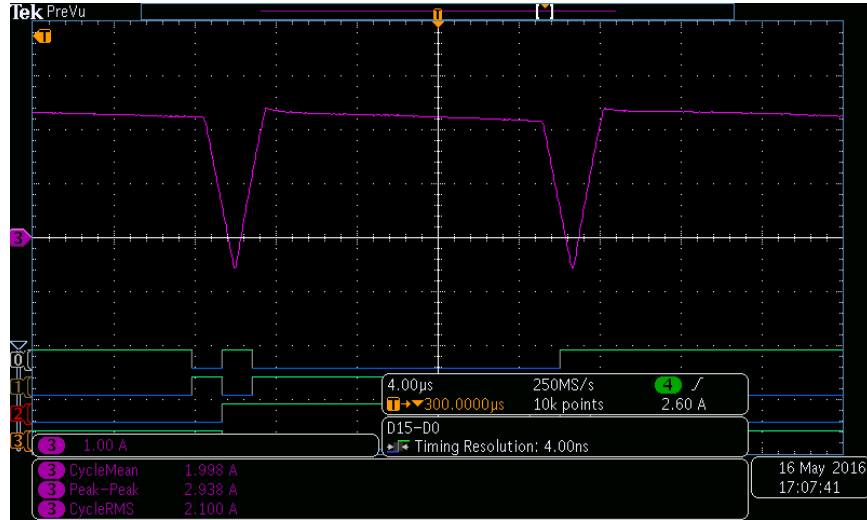 Tek PreVu
T
T
3
0
1
2
3
4.00µs 250MS/s 4 2.60 A
T→▼300.0000µs 10k points
D15-D0
Timing Resolution: 4.00ns
3 1.00 A
3 CycleMean 1.998 A
3 Peak-Peak 2.938 A
3 CycleRMS 2.100 A
16 May 2016
17:07:41